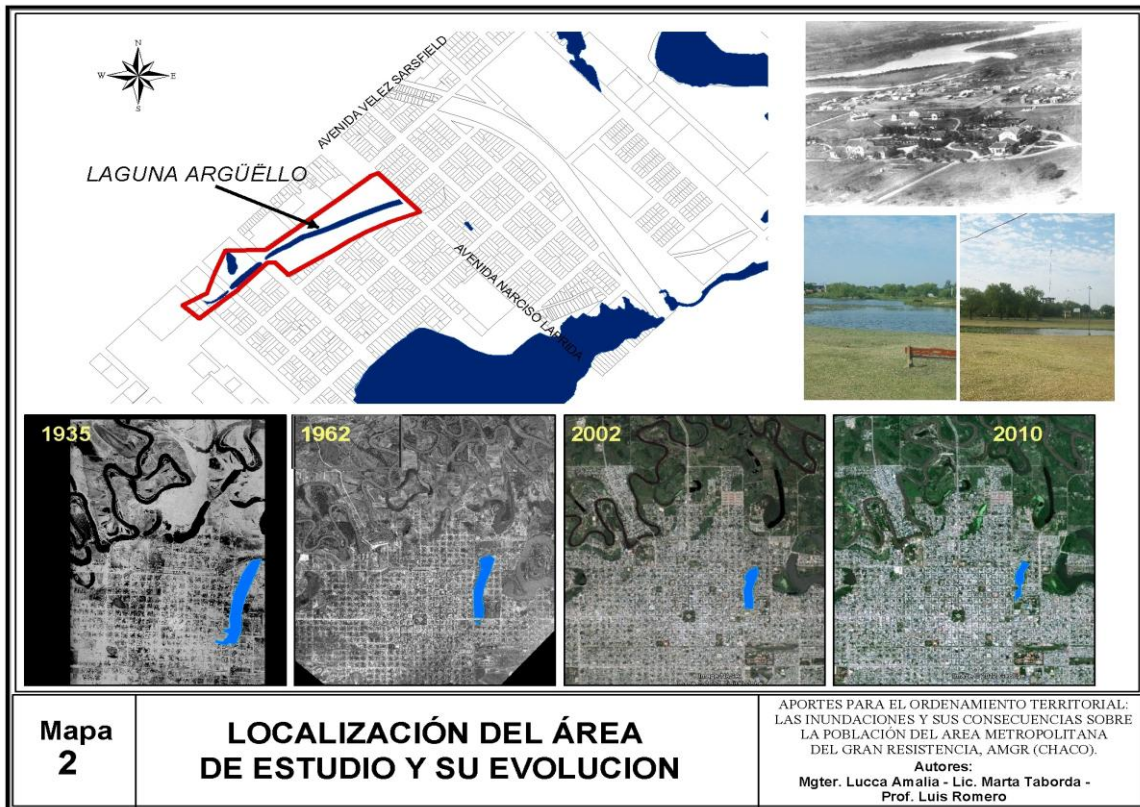 N
W E
S
AVENIDA VELEZ SARSFIELD
LAGUNA ARGÜËLLO
AVENIDA NARCISO LAPRIDA
1935
1962
2002
2010
Mapa
2
LOCALIZACIÓN DEL ÁREA
DE ESTUDIO Y SU EVOLUCION
APORTES PARA EL ORDENAMIENTO TERRITORIAL:
LAS INUNDACIONES Y SUS CONSECUENCIAS SOBRE
LA POBLACIÓN DEL AREA METROPOLITANA
DEL GRAN RESISTENCIA, AMGR (CHACO).
Autores:
Mgter. Lucca Amalia - Lic. Marta Taborda -
Prof. Luis Romero